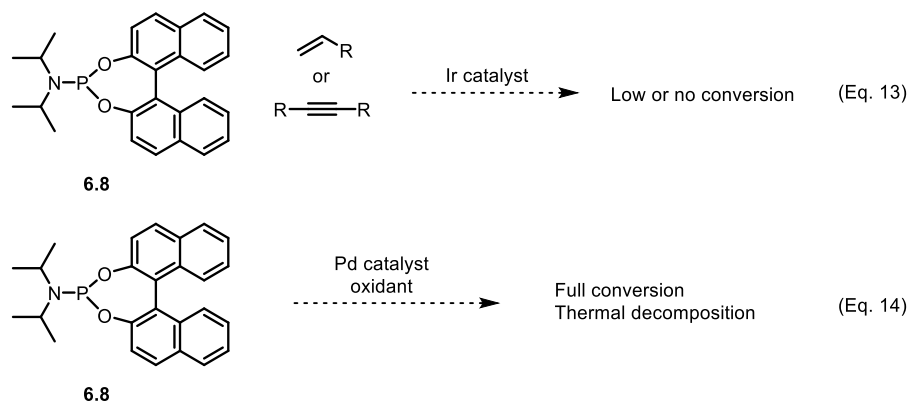 O
N P
O
R
or
R R
6.8
Ir catalyst
Low or no conversion
(Eq. 13)
O
N P
O
6.8
Pd catalyst
oxidant
Full conversion
Thermal decomposition
(Eq. 14)